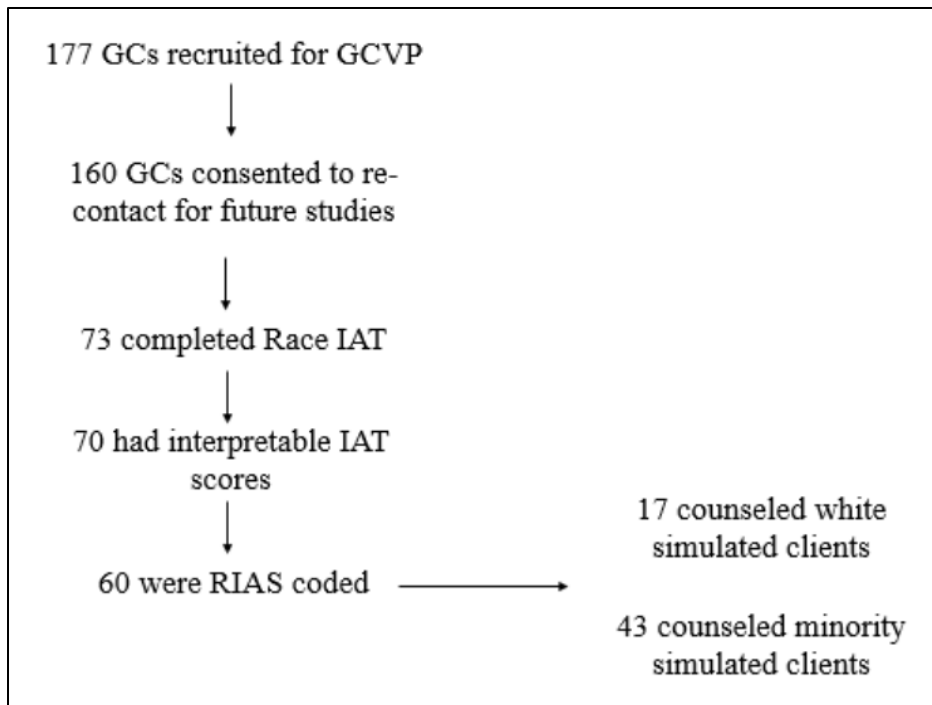 177 GCs recruited for GCVP
160 GCs consented to re-
contact for future studies
73 completed Race IAT
70 had interpretable IAT
scores
60 were RIAS coded
17 counseled white
simulated clients
43 counseled minority
simulated clients